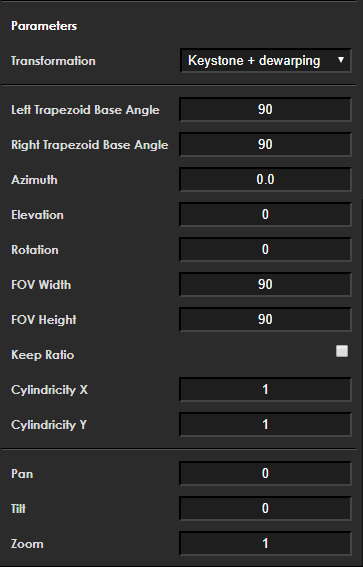 Parameters
Transformation Keystone + dewarping
Left Trapezoid Base Angle 90
Right Trapezoid Base Angle 90
Azimuth 0.0
Elevation 0
Rotation 0
FOV Width 90
FOV Height 90
Keep Ratio
Cylindricity X 1
Cylindricity Y 1
Pan 0
Tilt 0
Zoom 1